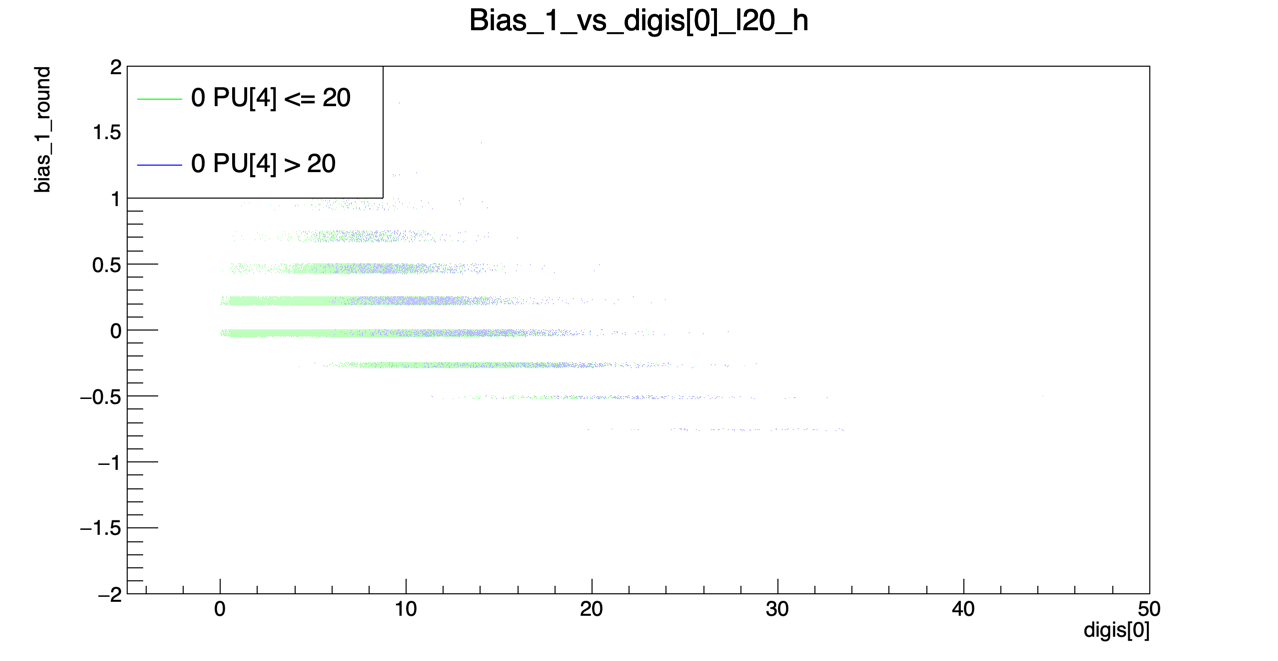 Bias_1_vs_digis[0]_l20_h
bias_1_round
2
1.5
1
0.5
0
−0.5
−1
−1.5
−2
0 PU[4] <= 20
0 PU[4] > 20
0 10 20 30 40 50
digis[0]